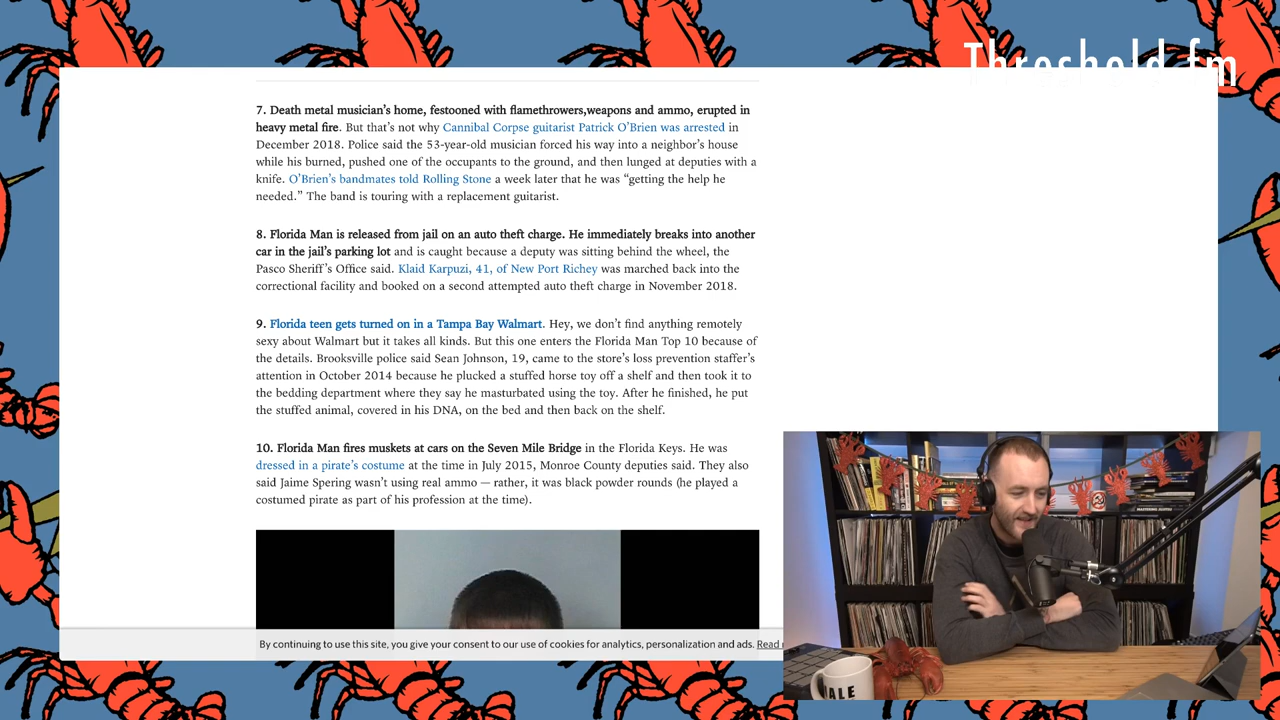 Threshold.fm
7. Death metal musician’s home, festooned with flamethrowers,weapons and ammo, erupted in
heavy metal fire. But that’s not why Cannibal Corpse guitarist Patrick O’Brien was arrested in
December 2018. Police said the 53-year-old musician forced his way into a neighbor’s house
while his burned, pushed one of the occupants to the ground, and then lunged at deputies with a
knife. O’Brien’s bandmates told Rolling Stone a week later that he was “getting the help he
needed.” The band is touring with a replacement guitarist.
8. Florida Man is released from jail on an auto theft charge. He immediately breaks into another
car in the jail’s parking lot and is caught because a deputy was sitting behind the wheel, the
Pasco Sheriff’s Office said. Klaid Karpuzi, 41, of New Port Richey was marched back into the
correctional facility and booked on a second attempted auto theft charge in November 2018.
9. Florida teen gets turned on in a Tampa Bay Walmart. Hey, we don’t find anything remotely
sexy about Walmart but it takes all kinds. But this one enters the Florida Man Top 10 because of
the details. Brooksville police said Sean Johnson, 19, came to the store’s loss prevention staffer’s
attention in October 2014 because he plucked a stuffed horse toy off a shelf and then took it to
the bedding department where they say he masturbated using the toy. After he finished, he put
the stuffed animal, covered in his DNA, on the bed and then back on the shelf.
10. Florida Man fires muskets at cars on the Seven Mile Bridge in the Florida Keys. He was
dressed in a pirate’s costume at the time in July 2015, Monroe County deputies said. They also
said Jaime Spering wasn’t using real ammo — rather, it was black powder rounds (he played a
costumed pirate as part of his profession at the time).
By continuing to use this site, you give your consent to our use of cookies for analytics, personalization and ads. Read